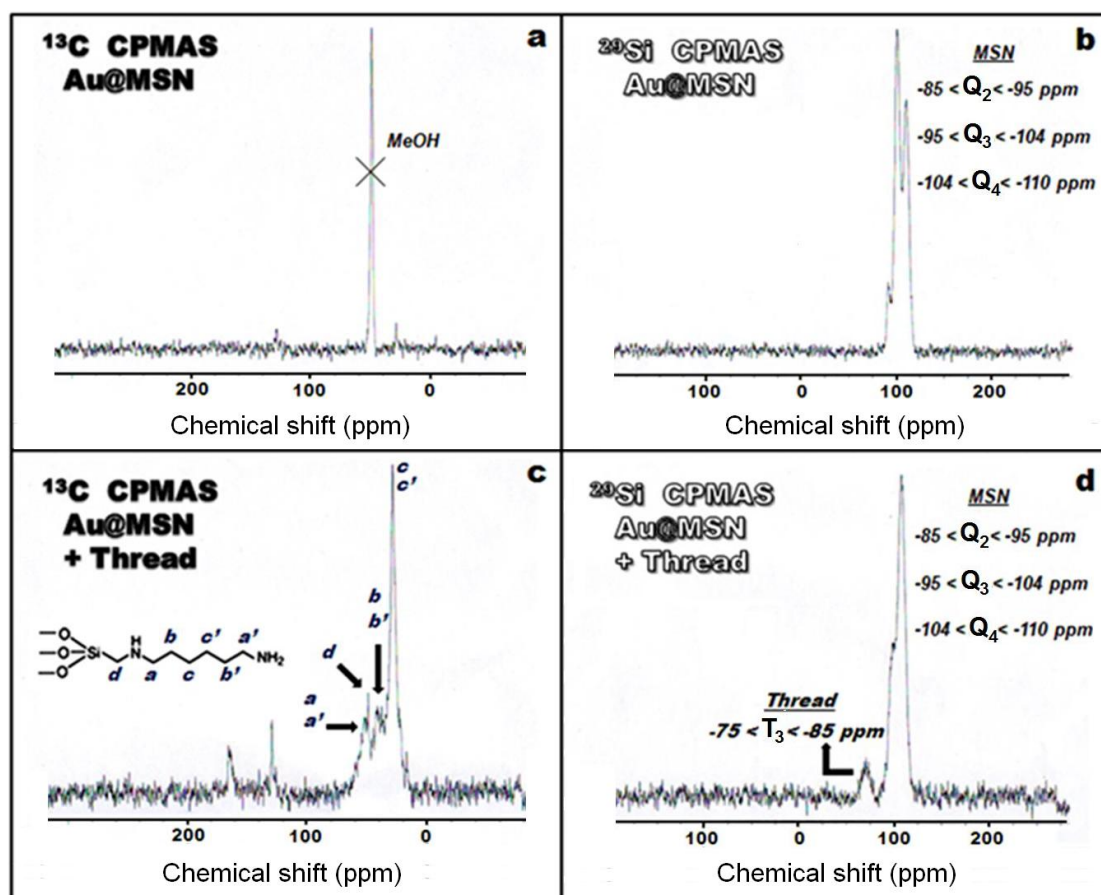 a
¹³C CPMAS
Au@MSN
MeOH
200 100 0
Chemical shift (ppm)
b
²⁹Si CPMAS
Au@MSN
MSN
-85 < Q₂ < -95 ppm
-95 < Q₃ < -104 ppm
-104 < Q₄ < -110 ppm
100 0 100 200
Chemical shift (ppm)
c
¹³C CPMAS
Au@MSN
+ Thread
c
c'
b
b'
d
a
a'
—O
—O—Si
—O
H
N
NH₂
b c' a'
d a c b'
200 100 0
Chemical shift (ppm)
d
²⁹Si CPMAS
Au@MSN
+ Thread
MSN
-85 < Q₂ < -95 ppm
-95 < Q₃ < -104 ppm
-104 < Q₄ < -110 ppm
Thread
-75 < T₃ < -85 ppm
100 0 100 200
Chemical shift (ppm)